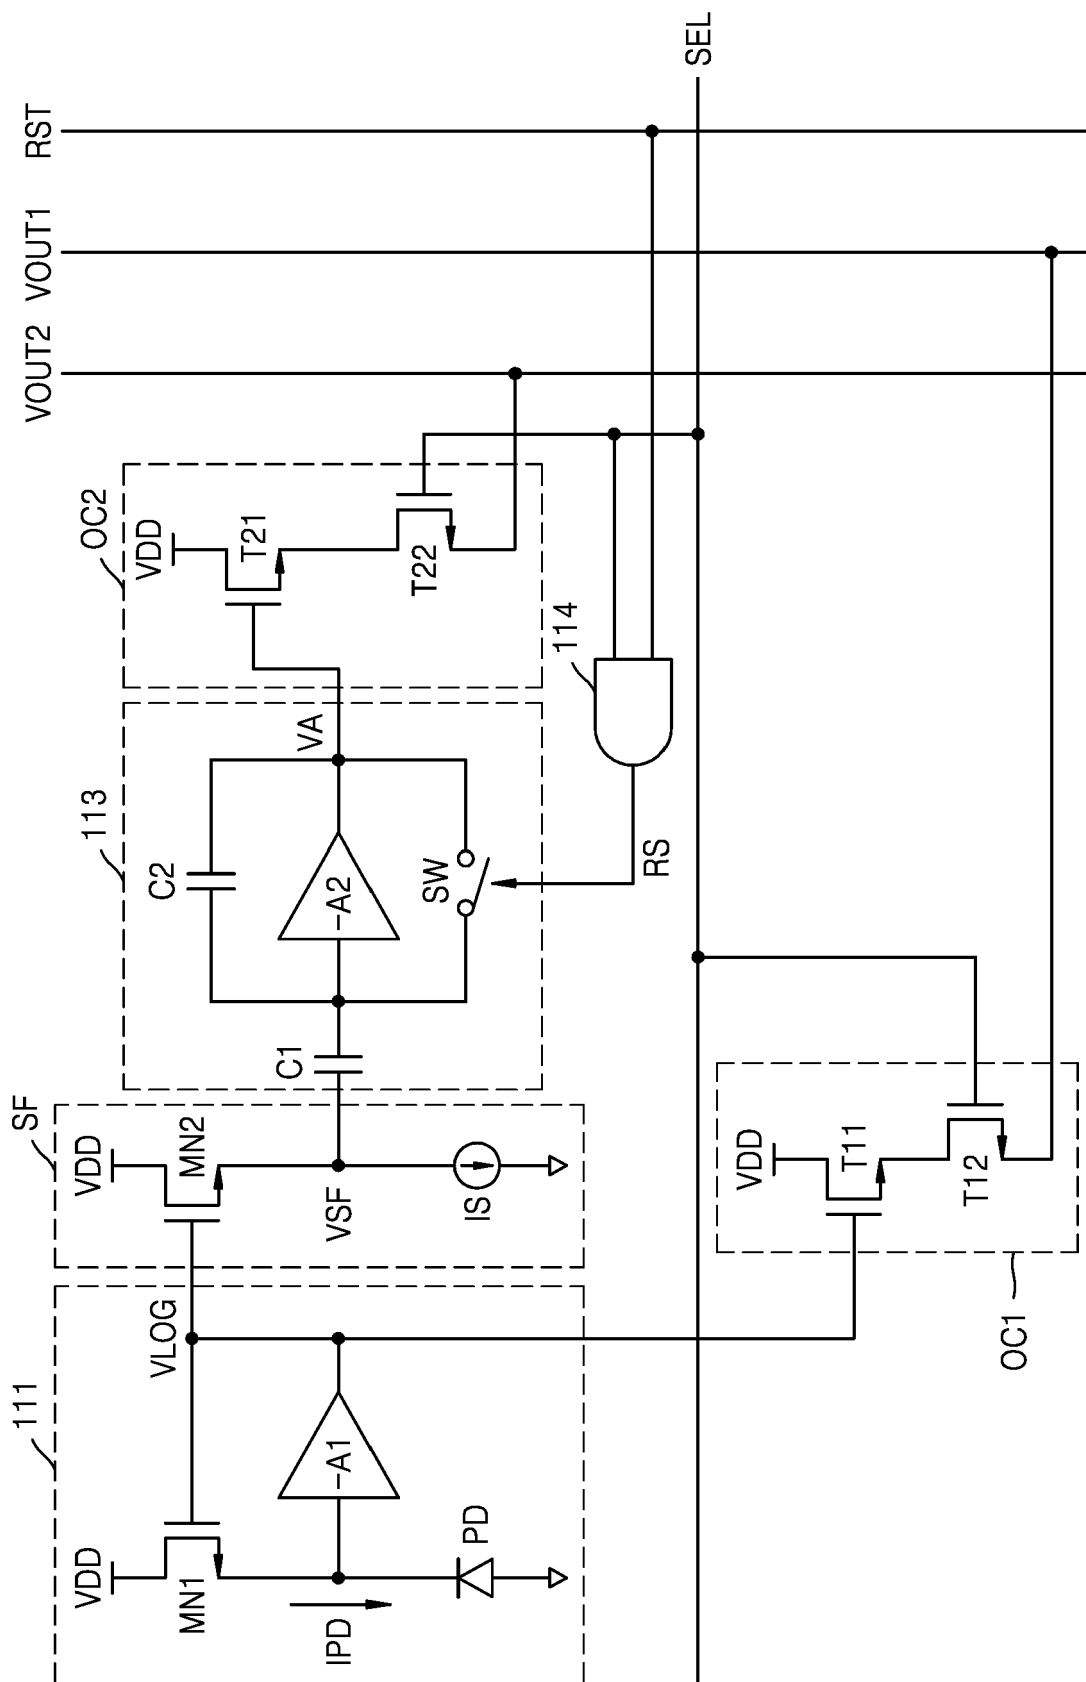 111
VDD
MN1
VLOG
-A1
IPD
PD
SF
VDD
MN2
VSF
IS
113
C1
C2
-A2
SW
VA
OC2
VDD
T21
T22
VOUT2
VOUT1
RST
114
RS
SEL
OC1
VDD
T11
T12